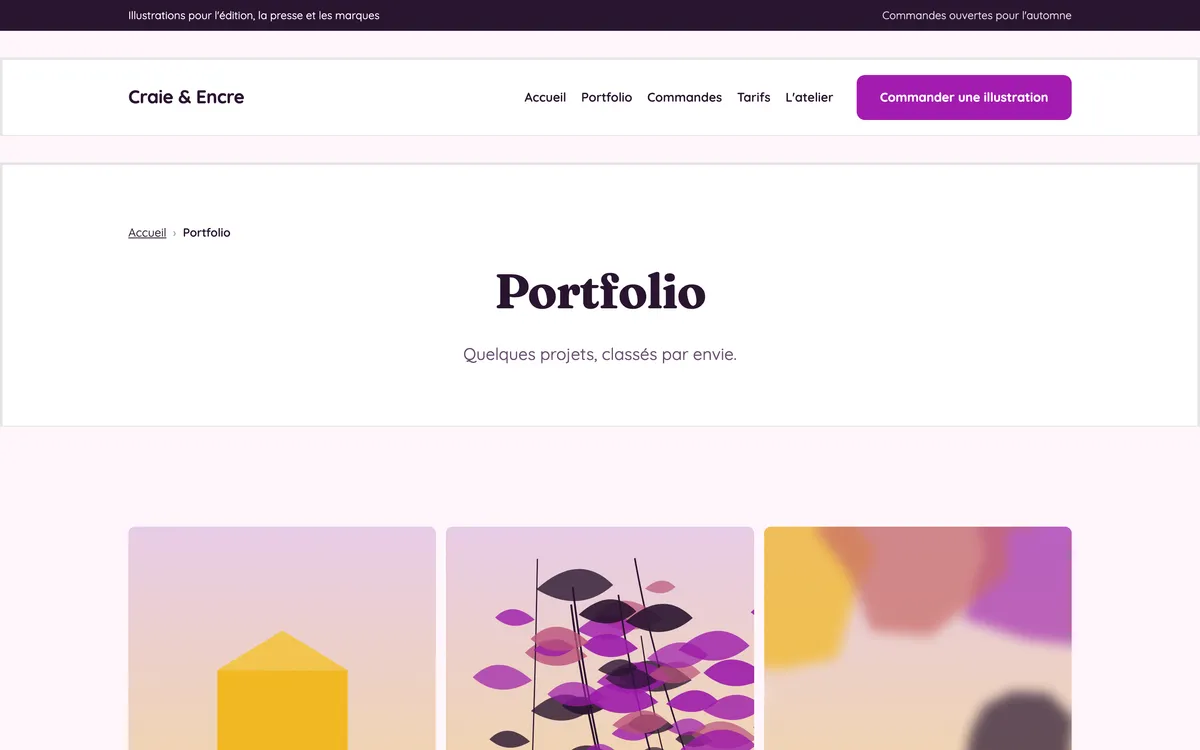 Illustrations pour l'édition, la presse et les marques
Commandes ouvertes pour l'automne
Craie & Encre
Accueil
Portfolio
Commandes
Tarifs
L'atelier
Commander une illustration
Accueil › Portfolio
Portfolio
Quelques projets, classés par envie.